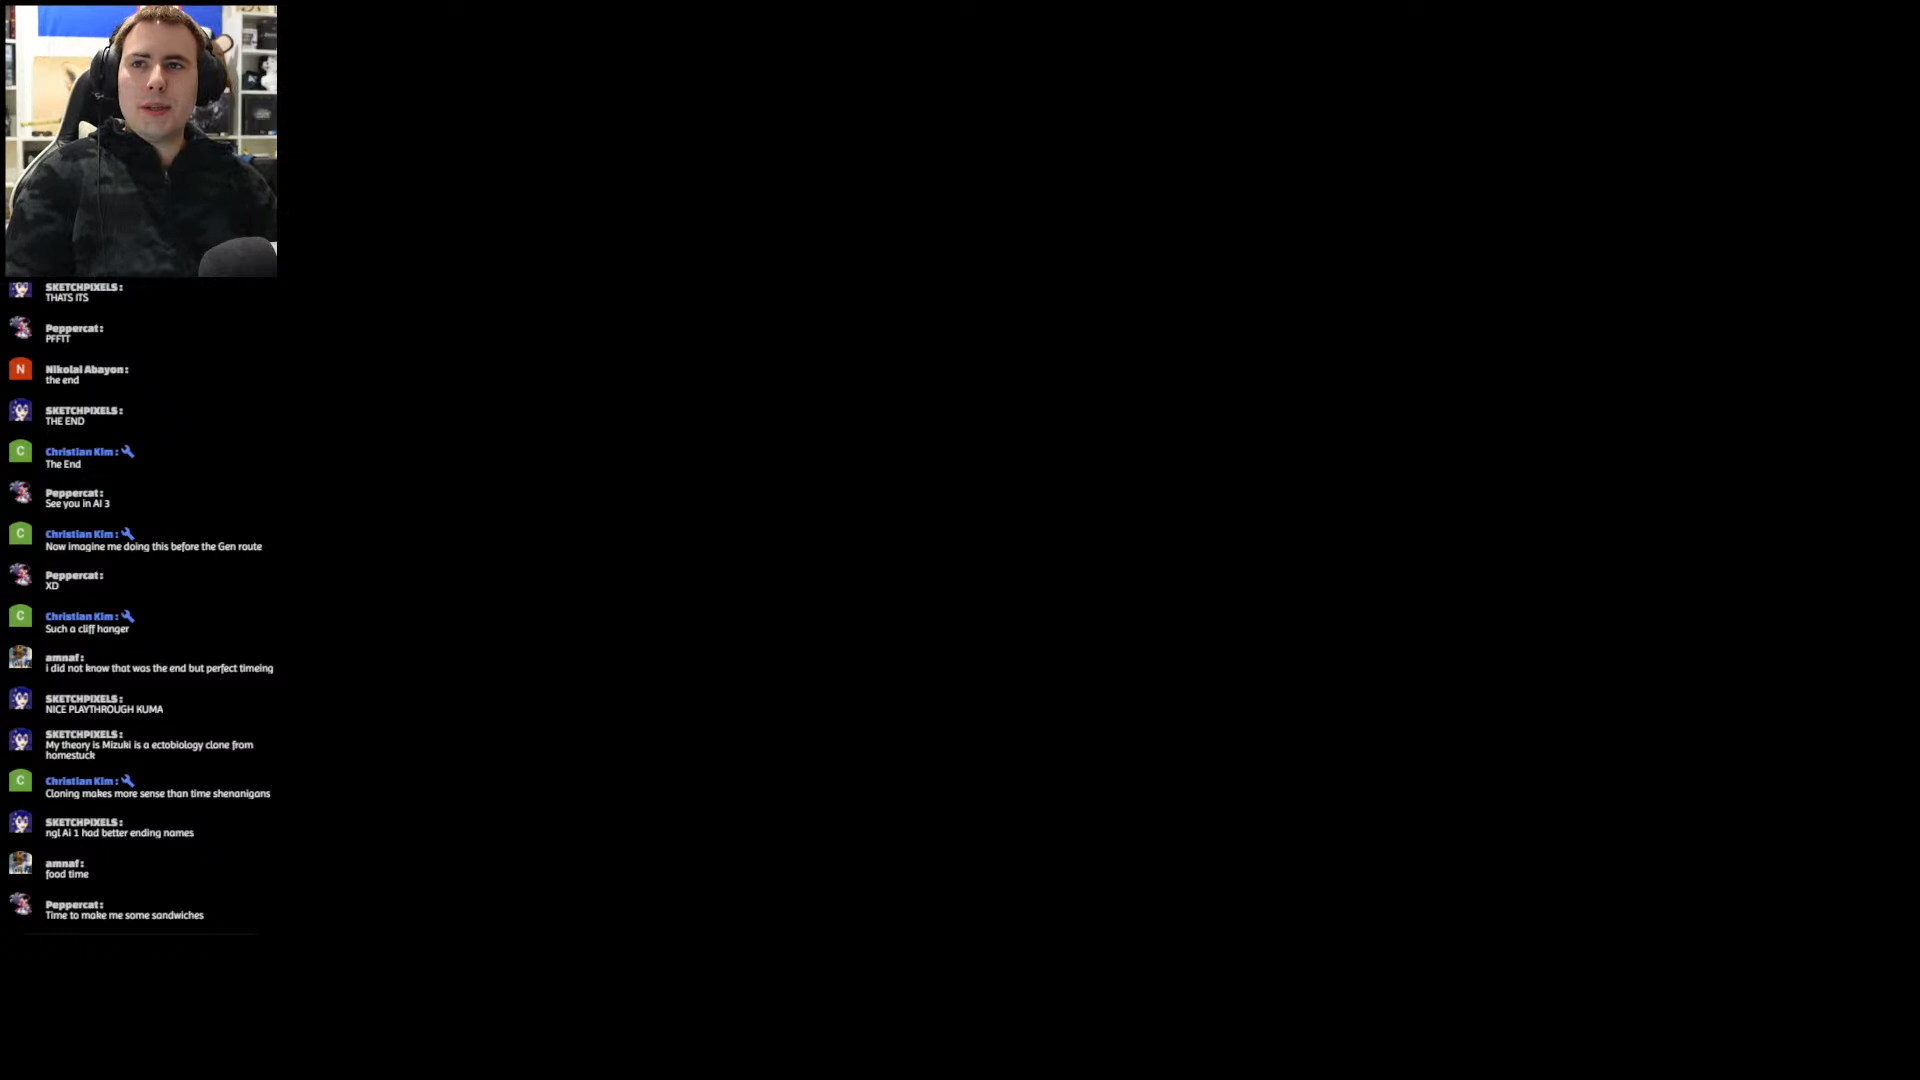 SKETCHPIXELS :
THATS ITS
Peppercat :
PFFTT
N
Nikolai Abayon :
the end
SKETCHPIXELS :
THE END
C
Christian Kim :
The End
Peppercat :
See you in AI 3
C
Christian Kim :
Now imagine me doing this before the Gen route
Peppercat :
XD
C
Christian Kim :
Such a cliff hanger
amnaf :
i did not know that was the end but perfect timeing
SKETCHPIXELS :
NICE PLAYTHROUGH KUMA
SKETCHPIXELS :
My theory is Mizuki is a ectobiology clone from
homestuck
C
Christian Kim :
Cloning makes more sense than time shenanigans
SKETCHPIXELS :
ngl Ai 1 had better ending names
amnaf :
food time
Peppercat :
Time to make me some sandwiches